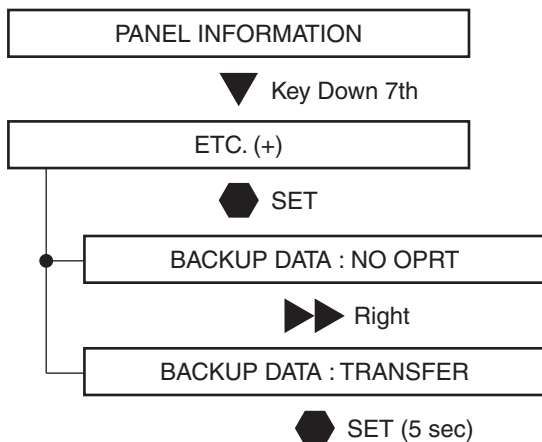 PANEL INFORMATION
Key Down 7th
ETC. (+)
SET
BACKUP DATA : NO OPRT
Right
BACKUP DATA : TRANSFER
SET (5 sec)